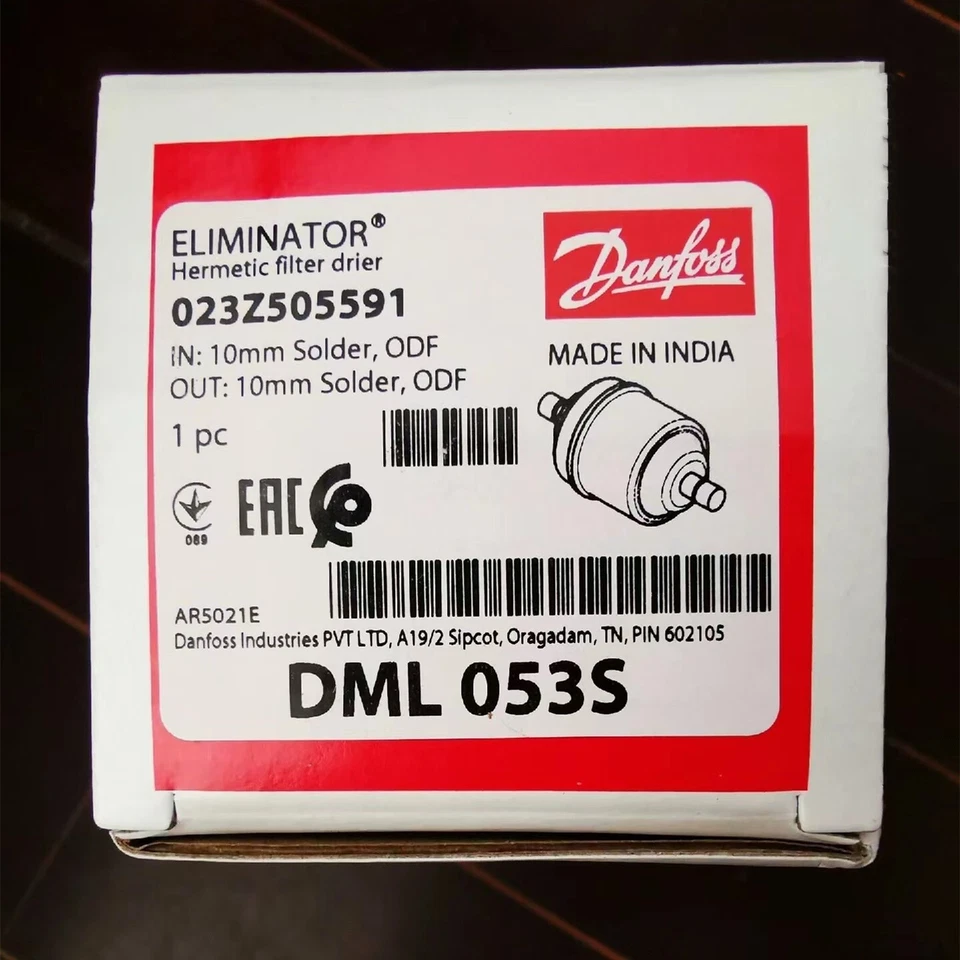 ELIMINATOR®
Hermetic filter drier
023Z505591
IN: 10mm Solder, ODF
OUT: 10mm Solder, ODF
1 pc
Danfoss
MADE IN INDIA
089
EAC
AR5021E
Danfoss Industries PVT LTD, A19/2 Sipcot, Oragadam, TN, PIN 602105
DML 053S